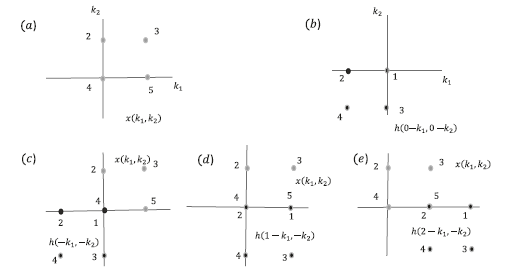 (a)
k₂
2
3
4
5
k₁
x(k₁,k₂)
(b)
k₂
2
1
k₁
4
3
h(0−k₁,0−k₂)
(c)
x(k₁,k₂)
2
3
4
5
2
1
h(−k₁,−k₂)
4
3
(d)
2
3
x(k₁,k₂)
4
5
2
1
h(1−k₁,−k₂)
4
3
(e)
2
3
x(k₁,k₂)
4
5
2
1
h(2−k₁,−k₂)
4
3